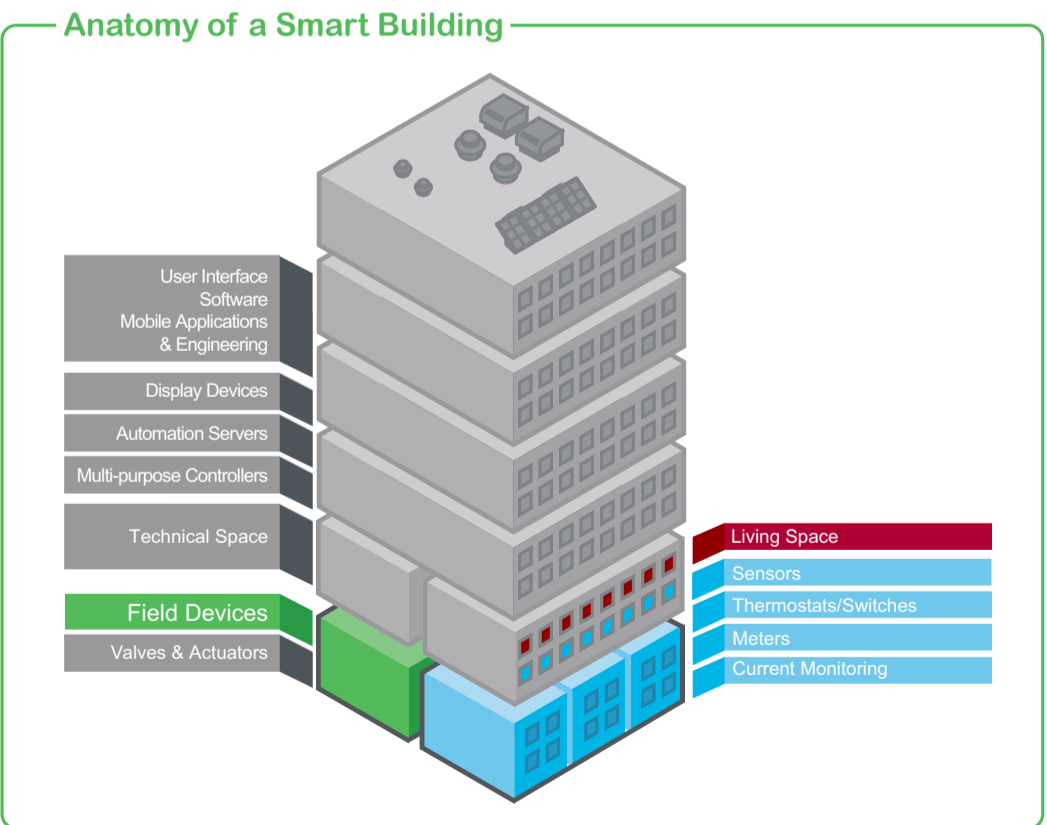 Anatomy of a Smart Building
User Interface
Software
Mobile Applications
& Engineering
Display Devices
Automation Servers
Multi-purpose Controllers
Technical Space
Field Devices
Valves & Actuators
Living Space
Sensors
Thermostats/Switches
Meters
Current Monitoring